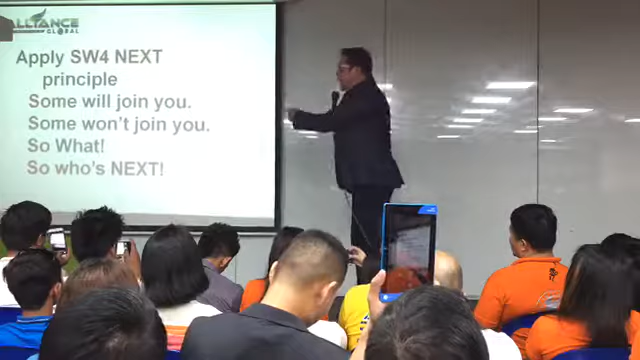 ALLIANCE
GLOBAL
Apply SW4 NEXT
principle
Some will join you.
Some won't join you.
So What!
So who's NEXT!